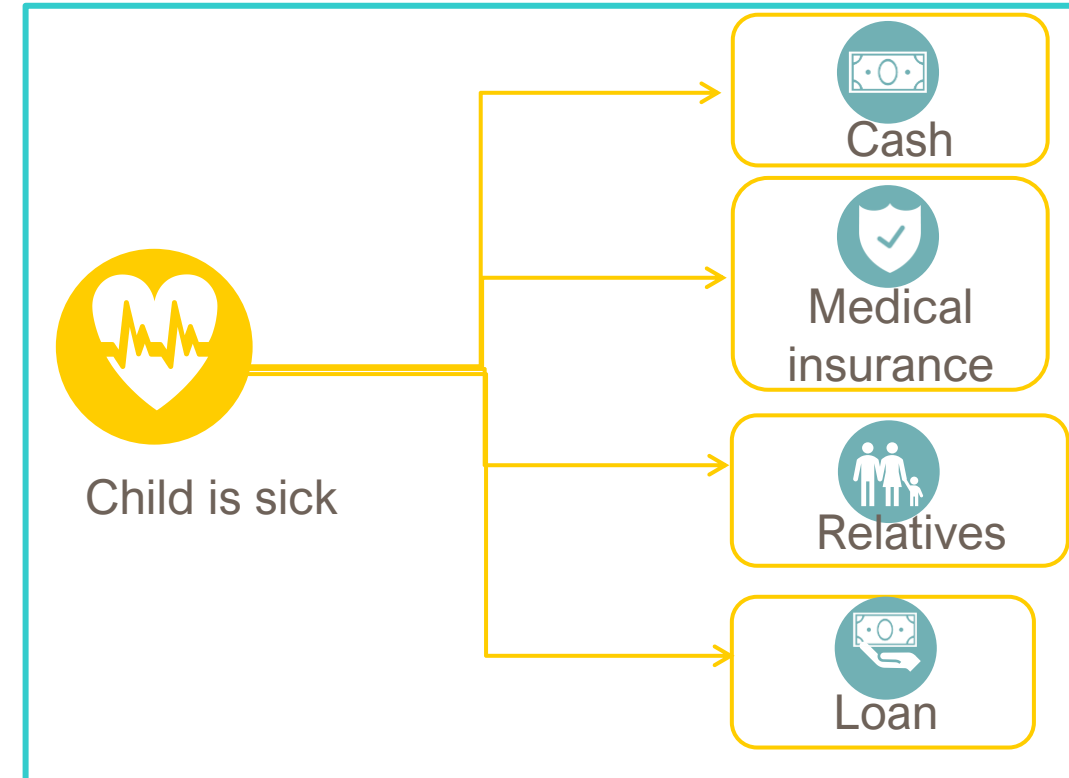 Child is sick
Cash
Medical
insurance
Relatives
Loan